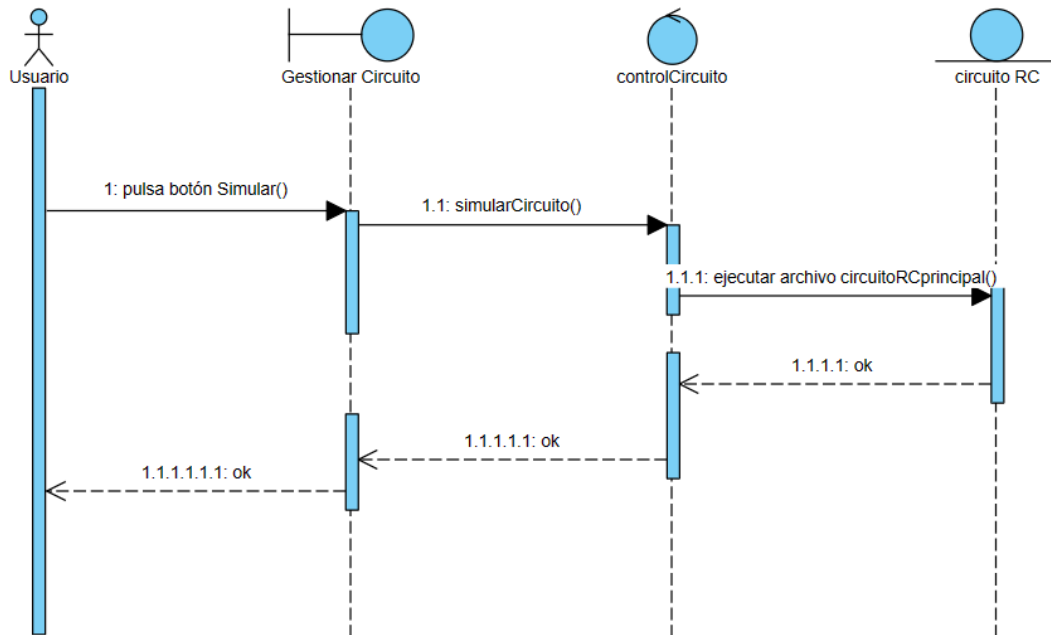 Usuario
Gestionar Circuito
controlCircuito
circuito RC
1: pulsa botón Simular()
1.1: simularCircuito()
1.1.1: ejecutar archivo circuitoRCprincipal()
1.1.1.1: ok
1.1.1.1.1: ok
1.1.1.1.1.1: ok